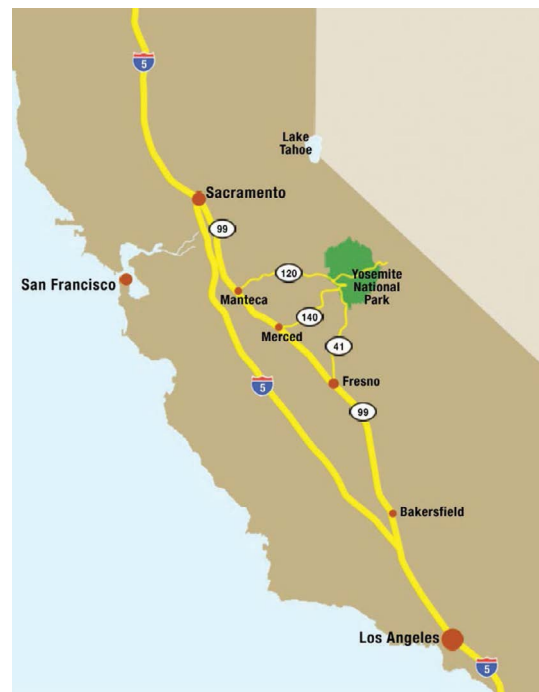 5
Lake
Tahoe
Sacramento
99
120
Yosemite
National
Park
San Francisco
Manteca
140
Merced
41
Fresno
5
99
Bakersfield
Los Angeles
5